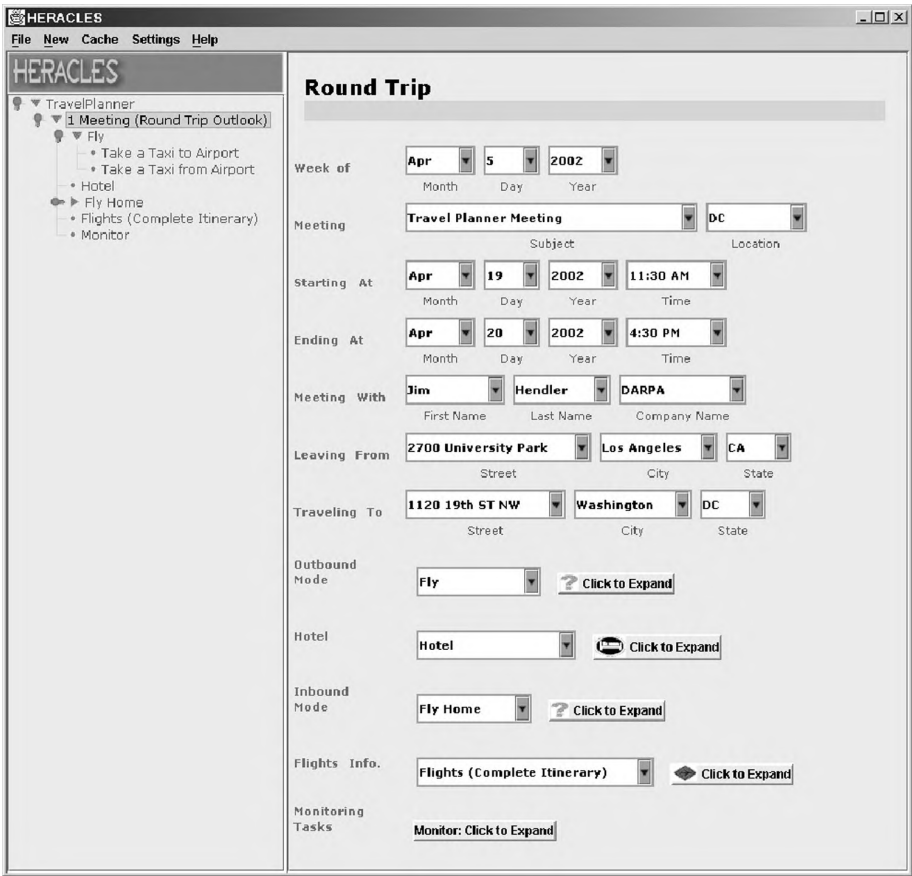 HERACLES
File New Cache Settings Help
HERACLES
TravelPlanner
1 Meeting (Round Trip Outlook)
Fly
Take a Taxi to Airport
Take a Taxi from Airport
Hotel
Fly Home
Flights (Complete Itinerary)
Monitor
Round Trip
Week of Apr 5 2002
Month Day Year
Meeting Travel Planner Meeting DC
Subject Location
Starting At Apr 19 2002 11:30 AM
Month Day Year Time
Ending At Apr 20 2002 4:30 PM
Month Day Year Time
Meeting With Jim Hendler DARPA
First Name Last Name Company Name
Leaving From 2700 University Park Los Angeles CA
Street City State
Traveling To 1120 19th ST NW Washington DC
Street City State
Outbound
Mode Fly ? Click to Expand
Hotel Hotel Click to Expand
Inbound
Mode Fly Home ? Click to Expand
Flights Info. Flights (Complete Itinerary) Click to Expand
Monitoring
Tasks Monitor: Click to Expand